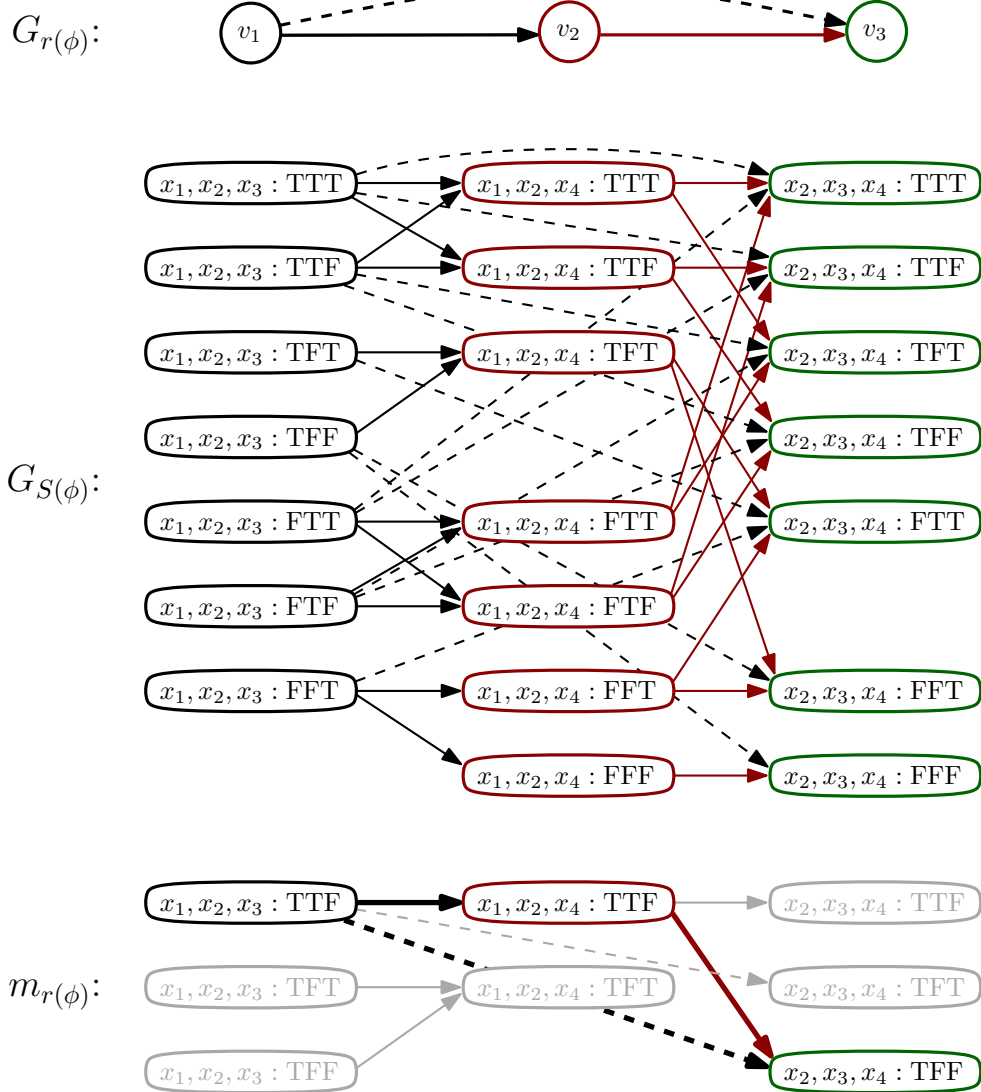 G_{r(ϕ)}: v_1 v_2 v_3
x_1, x_2, x_3 : TTT x_1, x_2, x_4 : TTT x_2, x_3, x_4 : TTT
x_1, x_2, x_3 : TTF x_1, x_2, x_4 : TTF x_2, x_3, x_4 : TTF
x_1, x_2, x_3 : TFT x_1, x_2, x_4 : TFT x_2, x_3, x_4 : TFT
x_1, x_2, x_3 : TFF x_2, x_3, x_4 : TFF
G_{S(ϕ)}:
x_1, x_2, x_3 : FTT x_1, x_2, x_4 : FTT x_2, x_3, x_4 : FTT
x_1, x_2, x_3 : FTF x_1, x_2, x_4 : FTF
x_1, x_2, x_3 : FFT x_1, x_2, x_4 : FFT x_2, x_3, x_4 : FFT
x_1, x_2, x_4 : FFF x_2, x_3, x_4 : FFF
x_1, x_2, x_3 : TTF x_1, x_2, x_4 : TTF x_2, x_3, x_4 : TTF
m_{r(ϕ)}: x_1, x_2, x_3 : TFT x_1, x_2, x_4 : TFT x_2, x_3, x_4 : TFT
x_1, x_2, x_3 : TFF x_2, x_3, x_4 : TFF